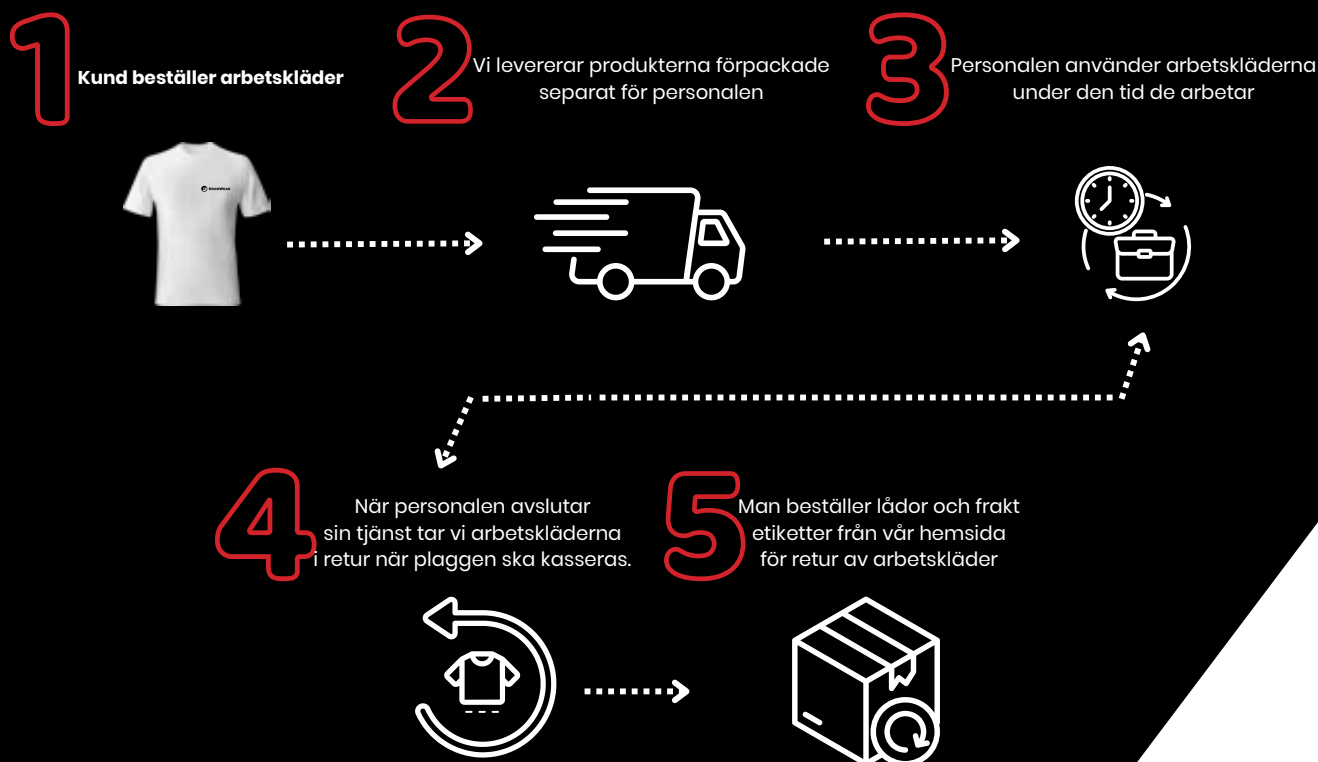 1
Kund beställer arbetskläder
2
Vi levererar produkterna förpackade
separat för personalen
3
Personalen använder arbetskläderna
under den tid de arbetar
4
När personalen avslutar
sin tjänst tar vi arbetskläderna
i retur när plaggen ska kasseras.
5
Man beställer lådor och frakt
etiketter från vår hemsida
för retur av arbetskläder